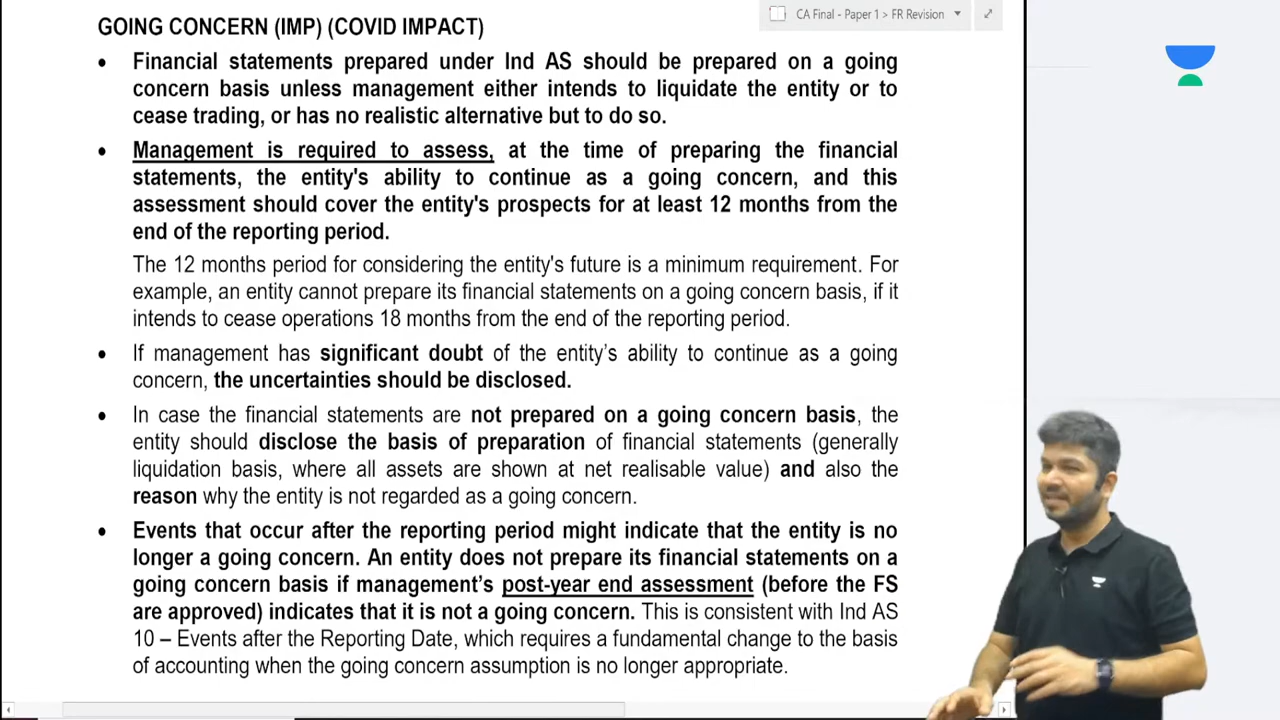 GOING CONCERN (IMP) (COVID IMPACT)
CA Final - Paper 1 > FR Revision
• Financial statements prepared under Ind AS should be prepared on a going
concern basis unless management either intends to liquidate the entity or to
cease trading, or has no realistic alternative but to do so.
• Management is required to assess, at the time of preparing the financial
statements, the entity's ability to continue as a going concern, and this
assessment should cover the entity's prospects for at least 12 months from the
end of the reporting period.
The 12 months period for considering the entity's future is a minimum requirement. For
example, an entity cannot prepare its financial statements on a going concern basis, if it
intends to cease operations 18 months from the end of the reporting period.
• If management has significant doubt of the entity’s ability to continue as a going
concern, the uncertainties should be disclosed.
• In case the financial statements are not prepared on a going concern basis, the
entity should disclose the basis of preparation of financial statements (generally
liquidation basis, where all assets are shown at net realisable value) and also the
reason why the entity is not regarded as a going concern.
• Events that occur after the reporting period might indicate that the entity is no
longer a going concern. An entity does not prepare its financial statements on a
going concern basis if management’s post-year end assessment (before the FS
are approved) indicates that it is not a going concern. This is consistent with Ind AS
10 – Events after the Reporting Date, which requires a fundamental change to the basis
of accounting when the going concern assumption is no longer appropriate.